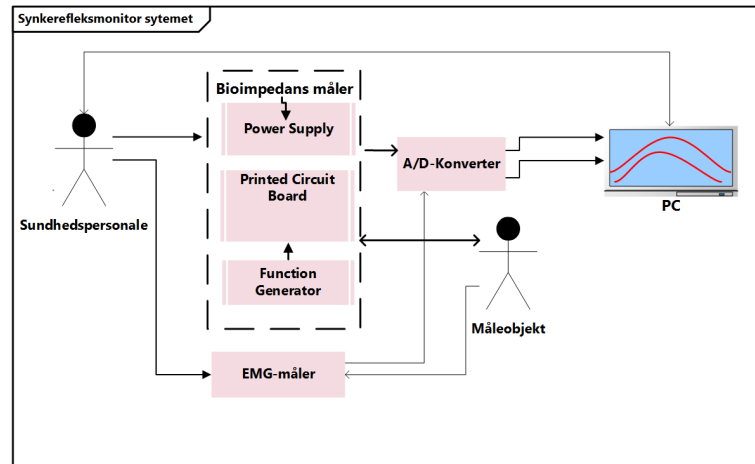 Synkerefleksmonitor sytemet
Bioimpedans måler
Power Supply
Printed Circuit
Board
Function
Generator
A/D-Konverter
PC
Sundhedspersonale
Måleobjekt
EMG-måler